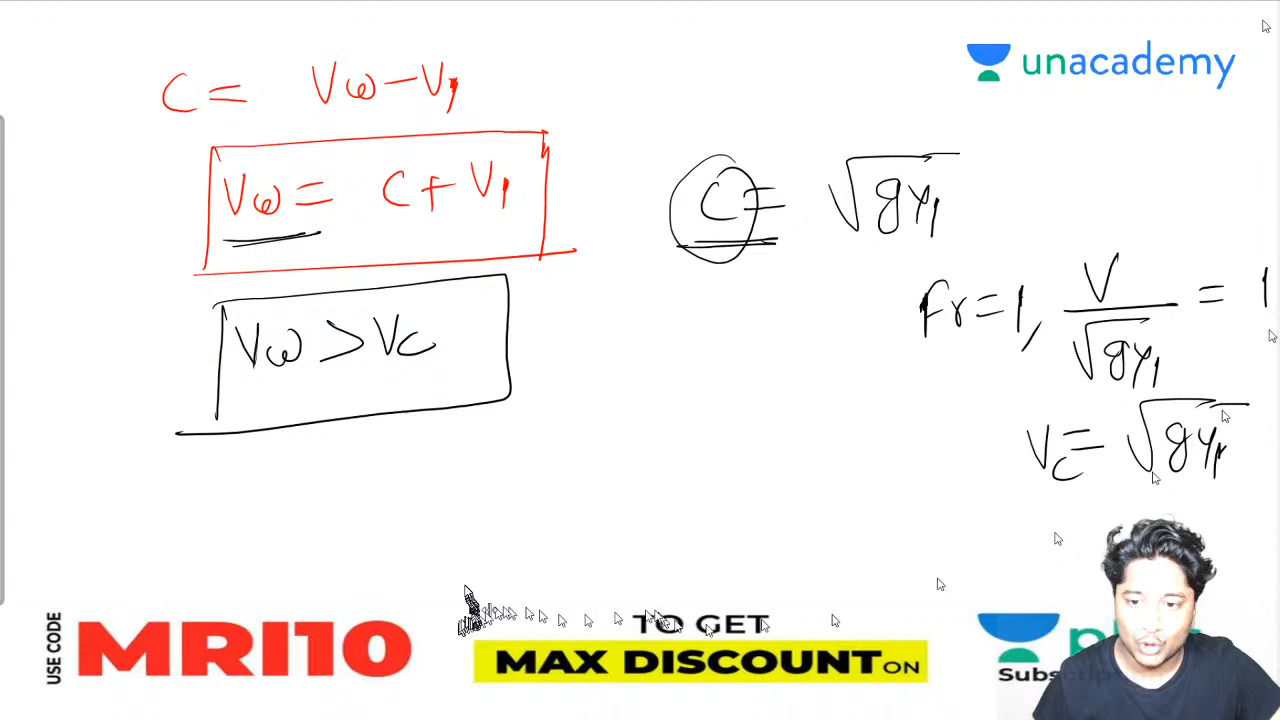 unacademy
C = Vω - V1
Vω = C + V1
C = √gy1
Vω > Vc
Fr = 1, V/√gy1 = 1
Vc = √gy1
USE CODE
MRI10
TO GET
MAX DISCOUNT ON